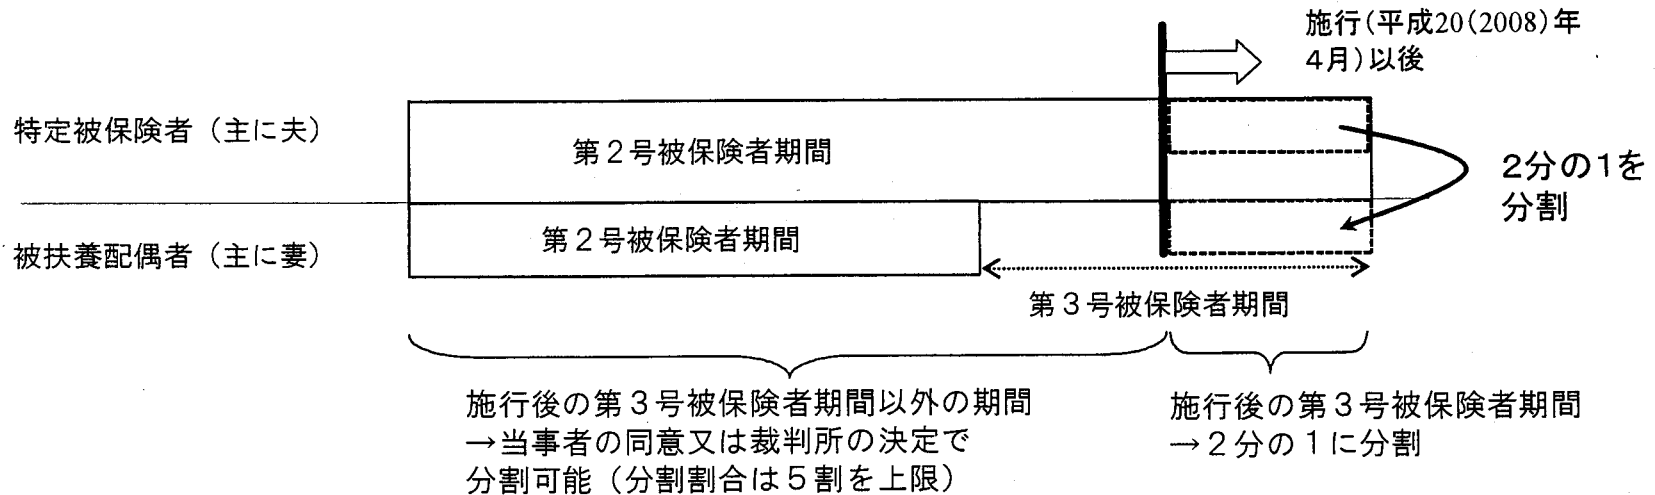 施行(平成20(2008)年
4月)以後
特定被保険者（主に夫）
第２号被保険者期間
2分の1を
分割
被扶養配偶者（主に妻）
第２号被保険者期間
第３号被保険者期間
施行後の第３号被保険者期間以外の期間
→当事者の同意又は裁判所の決定で
分割可能（分割割合は５割を上限）
施行後の第３号被保険者期間
→２分の１に分割